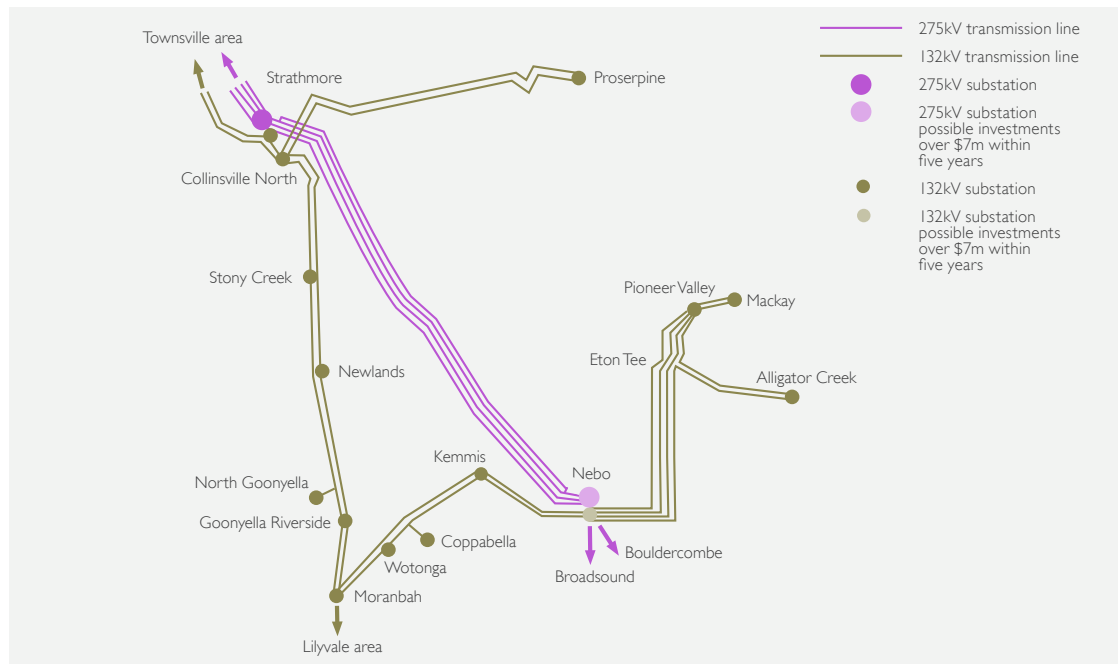 Townsville area
Strathmore
Proserpine
Collinsville North
Stony Creek
Newlands
Pioneer Valley
Mackay
Eton Tee
Alligator Creek
Kemmis
Nebo
North Goonyella
Goonyella Riverside
Coppabella
Wotonga
Bouldercombe
Broadsound
Moranbah
Lilyvale area
275kV transmission line
132kV transmission line
275kV substation
275kV substation
possible investments
over $7m within
five years
132kV substation
132kV substation
possible investments
over $7m within
five years